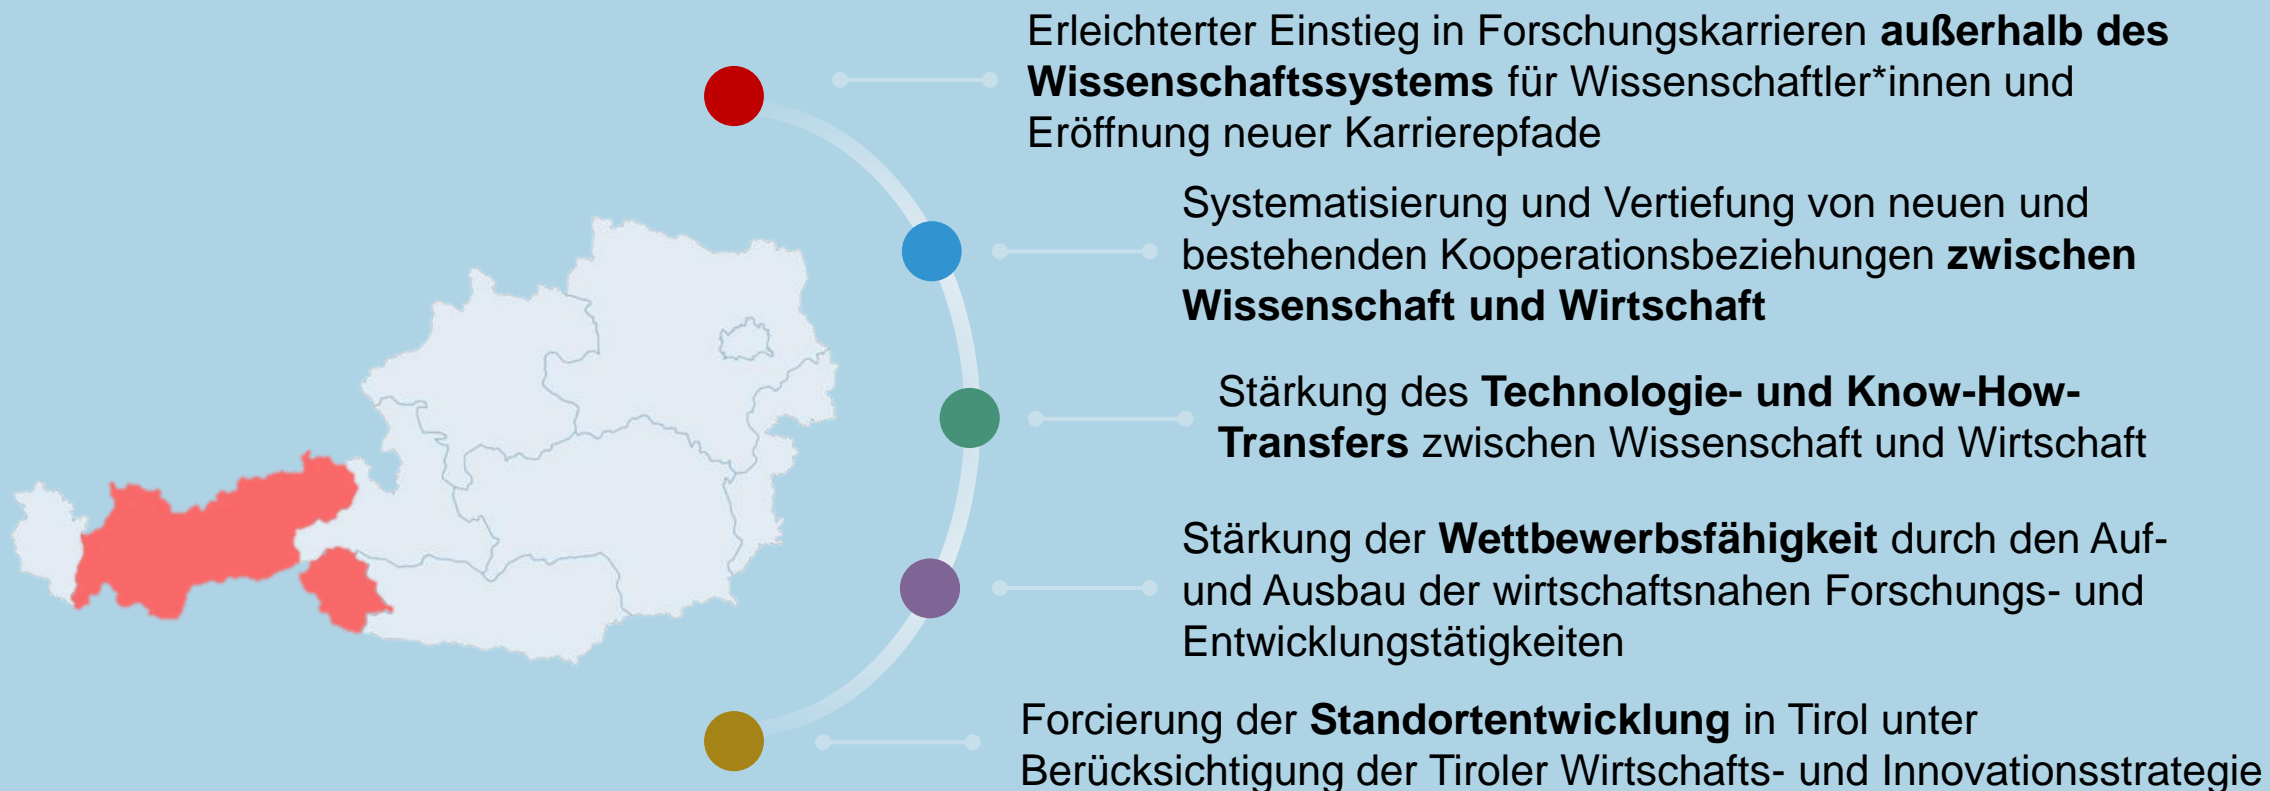 Erleichterter Einstieg in Forschungskarrieren außerhalb des
Wissenschaftssystems für Wissenschaftler*innen und
Eröffnung neuer Karrierepfade
Systematisierung und Vertiefung von neuen und
bestehenden Kooperationsbeziehungen zwischen
Wissenschaft und Wirtschaft
Stärkung des Technologie- und Know-How-
Transfers zwischen Wissenschaft und Wirtschaft
Stärkung der Wettbewerbsfähigkeit durch den Auf-
und Ausbau der wirtschaftsnahen Forschungs- und
Entwicklungstätigkeiten
Forcierung der Standortentwicklung in Tirol unter
Berücksichtigung der Tiroler Wirtschafts- und Innovationsstrategie